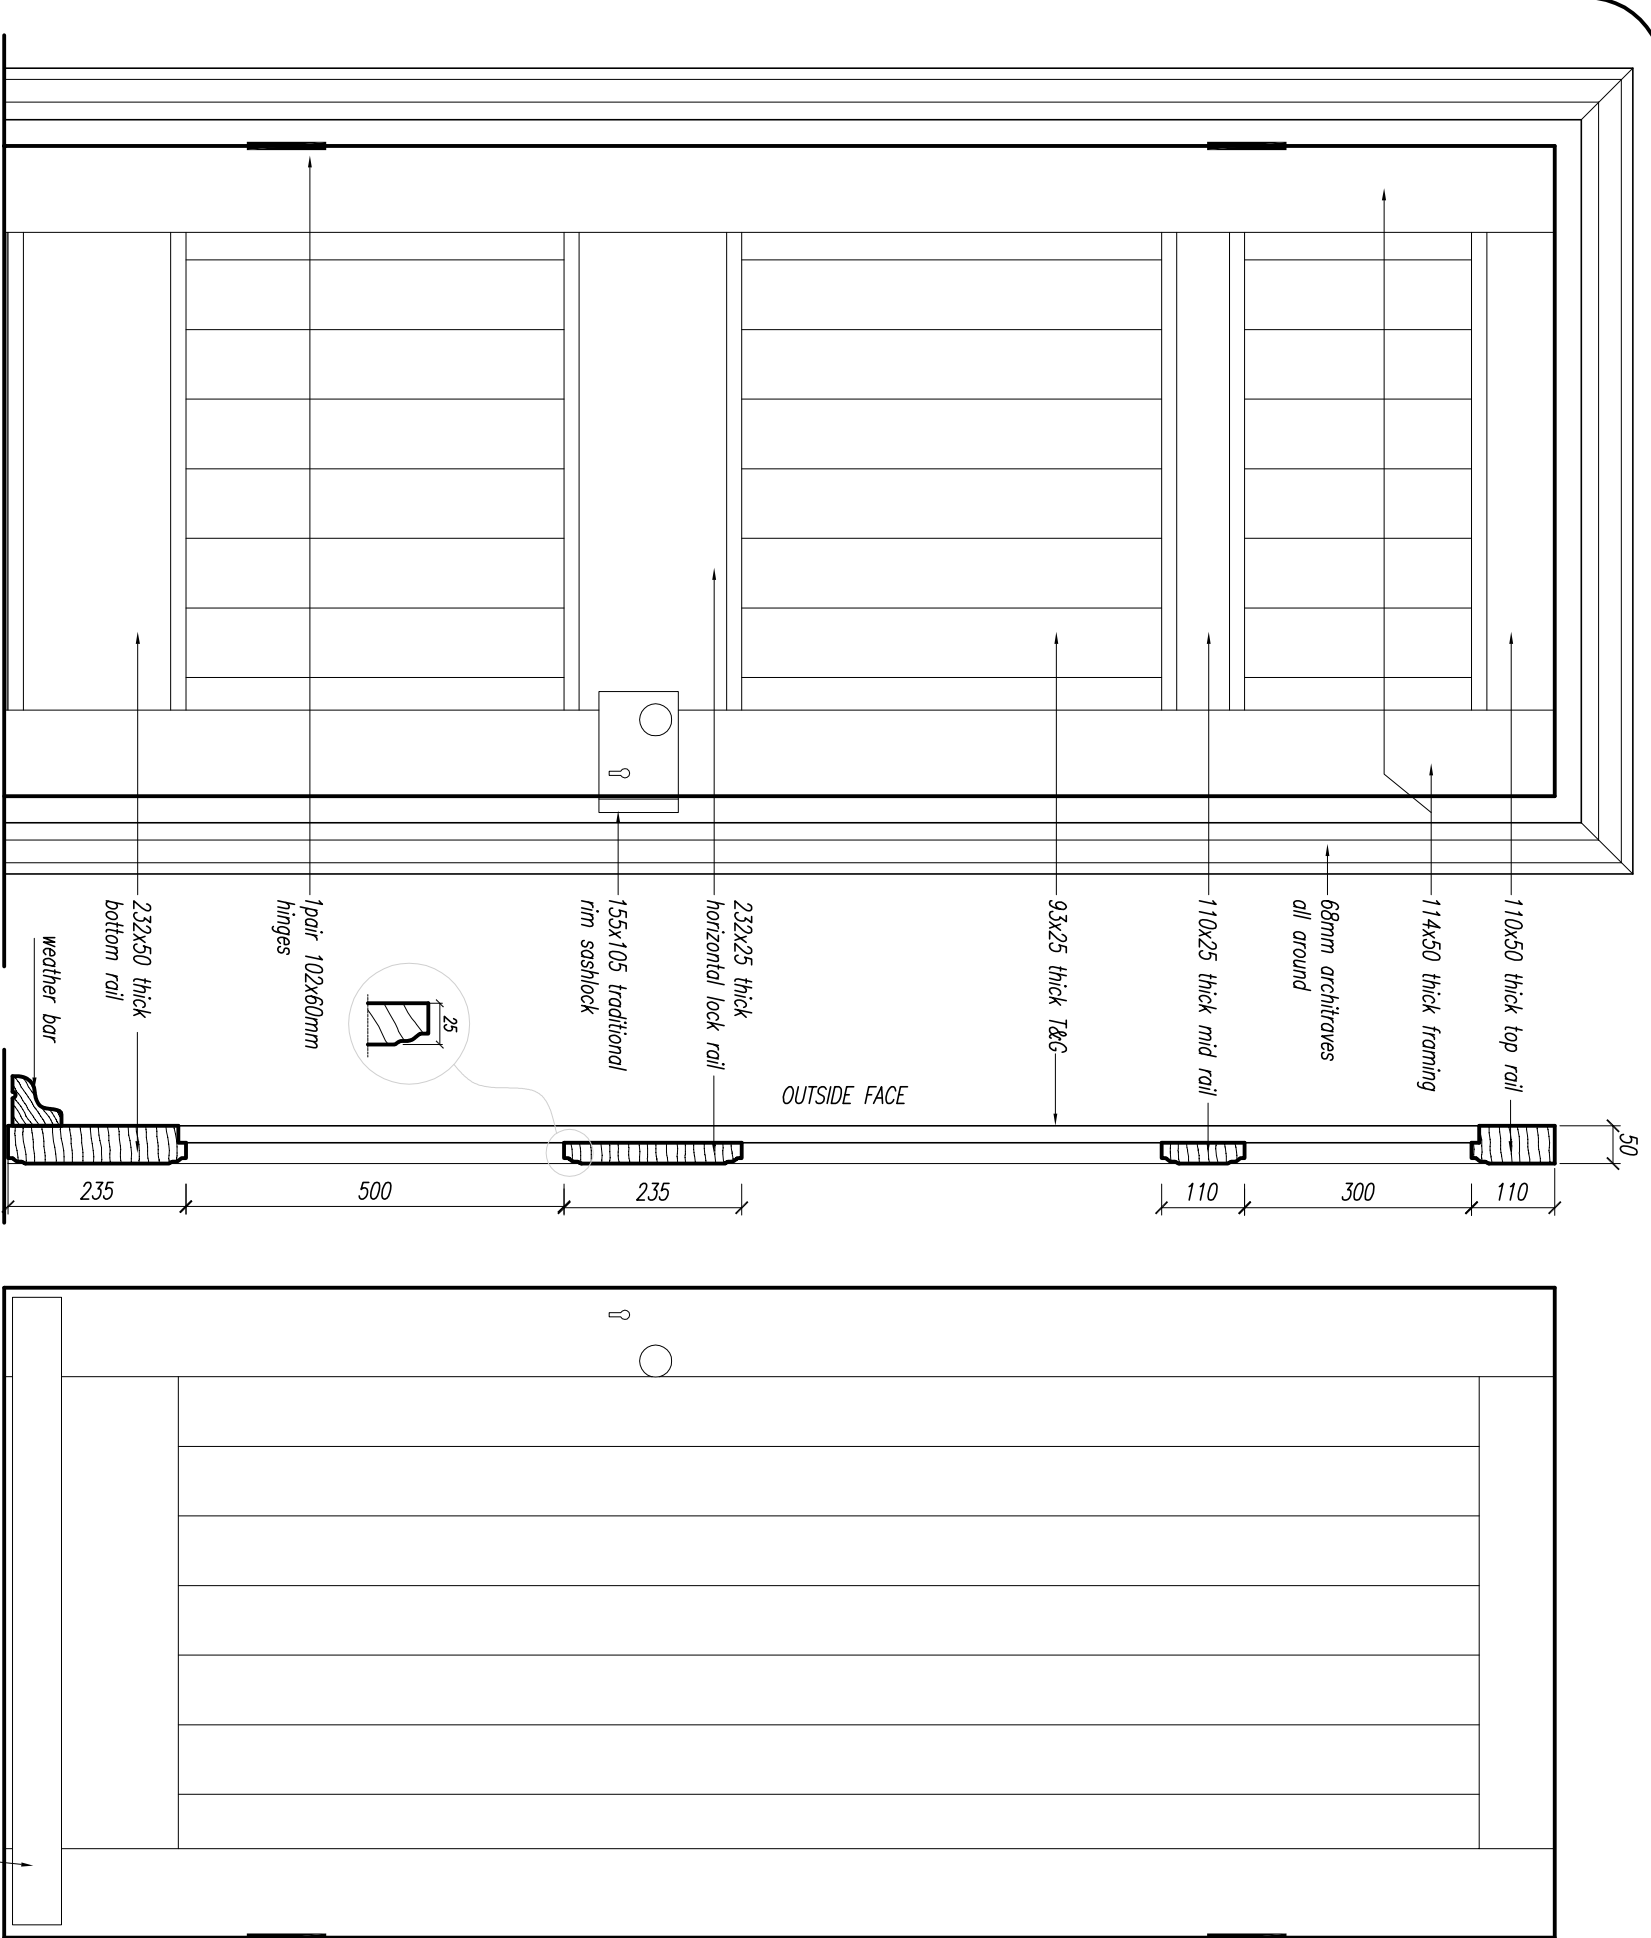 110x50 thick top rail
114x50 thick framing
68mm architraves
all around
110x25 thick mid rail
93x25 thick T&G
232x25 thick
horizontal lock rail
155x105 traditional
rim sashlock
1pair 102x60mm
hinges
232x50 thick
bottom rail
weather bar
25
OUTSIDE FACE
50
110
300
110
235
500
235